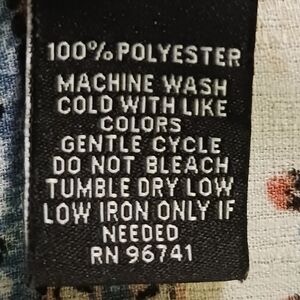 100% POLYESTER
MACHINE WASH
COLD WITH LIKE
COLORS
GENTLE CYCLE
DO NOT BLEACH
TUMBLE DRY LOW
LOW IRON ONLY IF
NEEDED
RN 96741